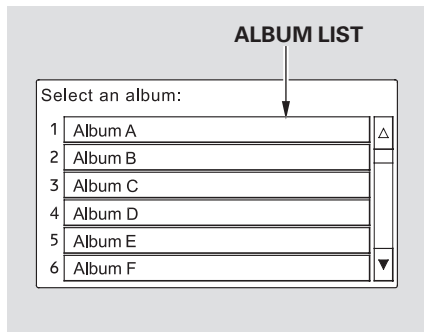 ALBUM LIST
Select an album:
1 Album A
2 Album B
3 Album C
4 Album D
5 Album E
6 Album F